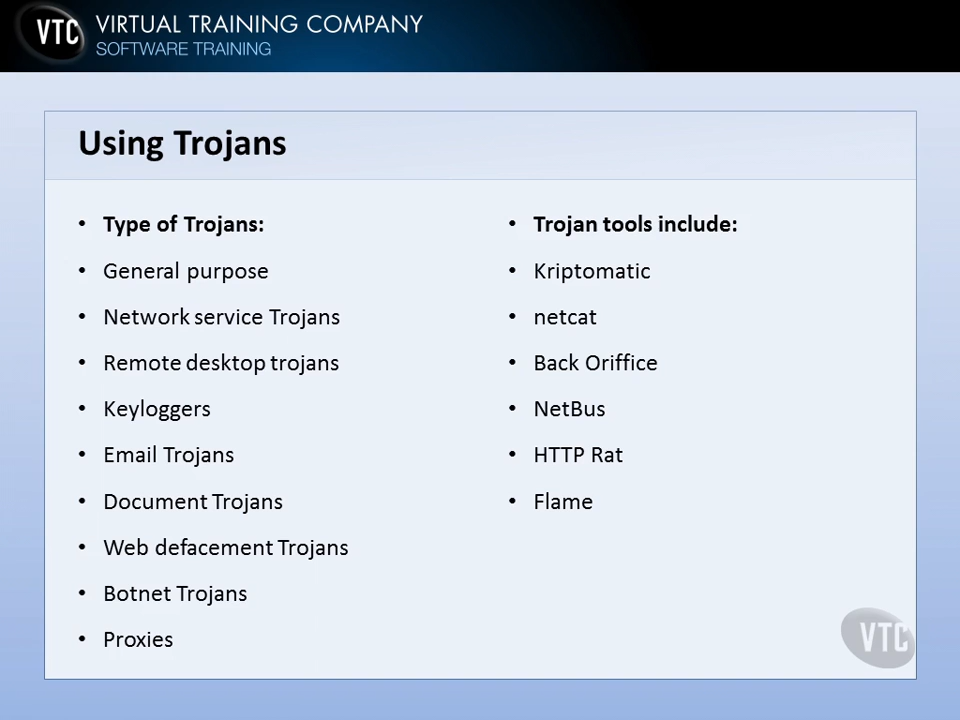 VTC VIRTUAL TRAINING COMPANY
SOFTWARE TRAINING
Using Trojans
• Type of Trojans:
• General purpose
• Network service Trojans
• Remote desktop trojans
• Keyloggers
• Email Trojans
• Document Trojans
• Web defacement Trojans
• Botnet Trojans
• Proxies
• Trojan tools include:
• Kriptomatic
• netcat
• Back Oriffice
• NetBus
• HTTP Rat
• Flame
VTC